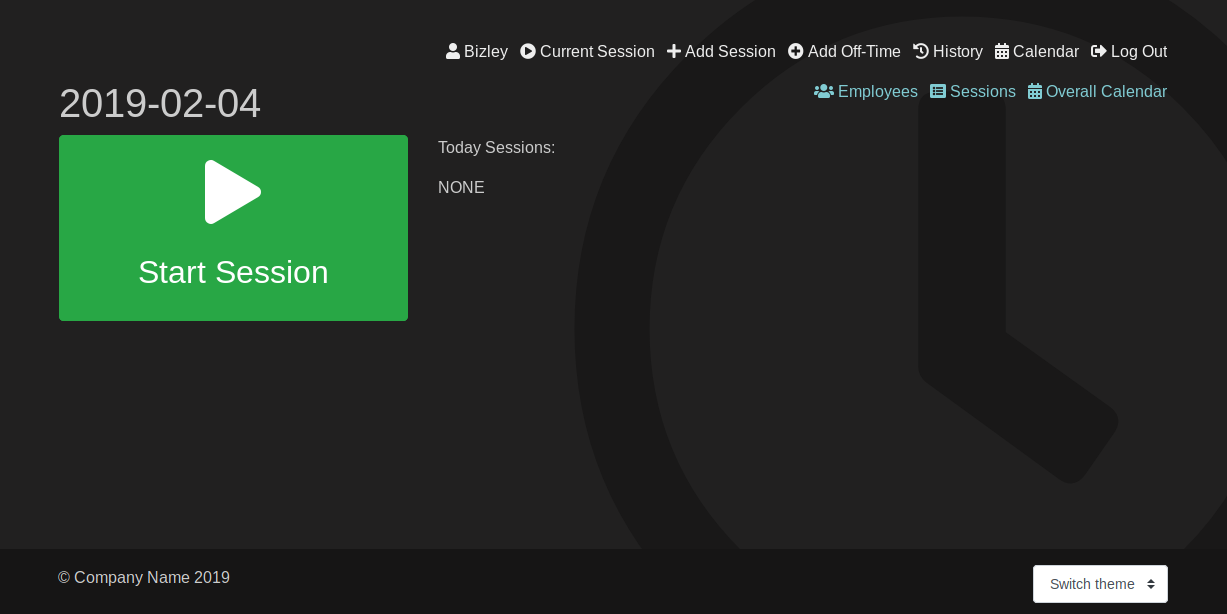 Bizley Current Session Add Session Add Off-Time History Calendar Log Out
Employees Sessions Overall Calendar
2019-02-04
Start Session
Today Sessions:
NONE
© Company Name 2019
Switch theme